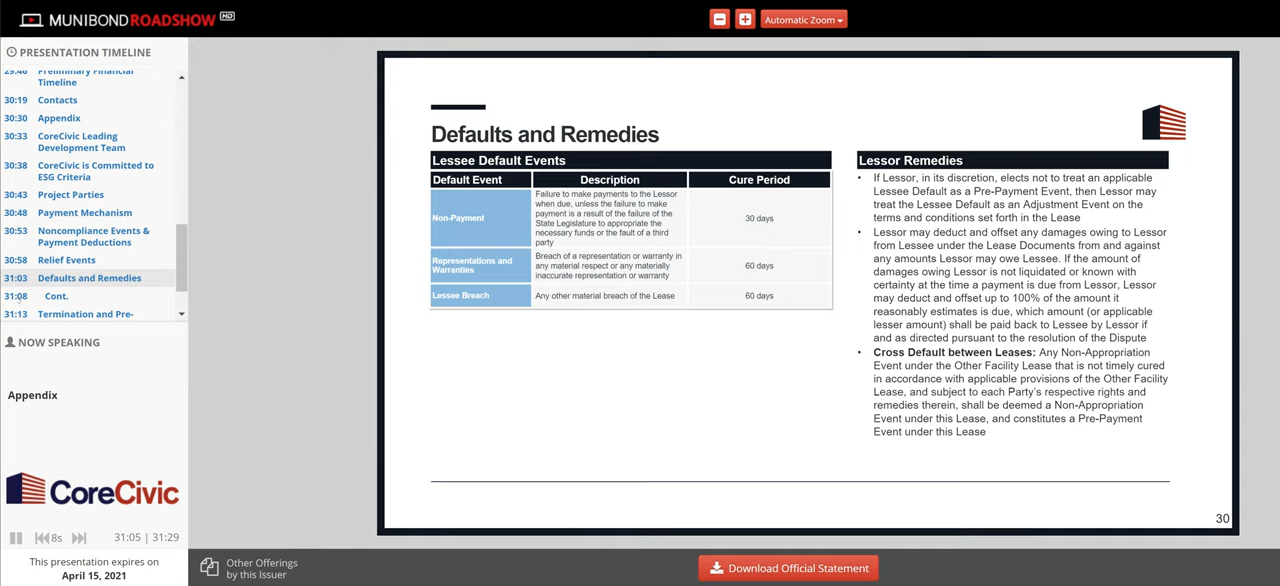 MUNIBONDROADSHOW HD
Automatic Zoom
PRESENTATION TIMELINE
29:46 Preliminary Financial
Timeline
30:19 Contacts
30:30 Appendix
30:33 CoreCivic Leading
Development Team
30:38 CoreCivic is Committed to
ESG Criteria
30:43 Project Parties
30:48 Payment Mechanism
30:53 Noncompliance Events &
Payment Deductions
30:58 Relief Events
31:03 Defaults and Remedies
31:08 Cont.
31:13 Termination and Pre-
NOW SPEAKING
Appendix
CoreCivic
8s 31:05 | 31:29
This presentation expires on
April 15, 2021
Defaults and Remedies
Lessee Default Events
Default Event Description Cure Period
Non-Payment
Failure to make payments to the Lessor
when due, unless the failure to make
payment is a result of the failure of the
State Legislature to appropriate the
necessary funds or the fault of a third
party
30 days
Representations and
Warranties
Breach of a representation or warranty in
any material respect or any materially
inaccurate representation or warranty
60 days
Lessee Breach Any other material breach of the Lease 60 days
Lessor Remedies
• If Lessor, in its discretion, elects not to treat an applicable
Lessee Default as a Pre-Payment Event, then Lessor may
treat the Lessee Default as an Adjustment Event on the
terms and conditions set forth in the Lease
• Lessor may deduct and offset any damages owing to Lessor
from Lessee under the Lease Documents from and against
any amounts Lessor may owe Lessee. If the amount of
damages owing Lessor is not liquidated or known with
certainty at the time a payment is due from Lessor, Lessor
may deduct and offset up to 100% of the amount it
reasonably estimates is due, which amount (or applicable
lesser amount) shall be paid back to Lessee by Lessor if
and as directed pursuant to the resolution of the Dispute
• Cross Default between Leases: Any Non-Appropriation
Event under the Other Facility Lease that is not timely cured
in accordance with applicable provisions of the Other Facility
Lease, and subject to each Party's respective rights and
remedies therein, shall be deemed a Non-Appropriation
Event under this Lease, and constitutes a Pre-Payment
Event under this Lease
30
Other Offerings
by this Issuer
Download Official Statement